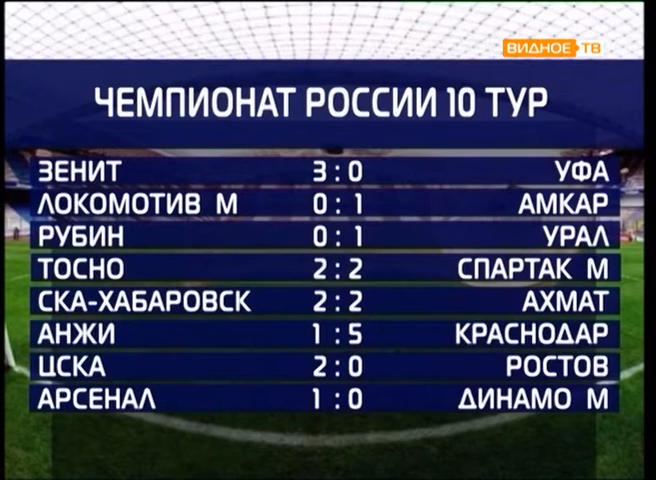 ВИДНОЕ ТВ
ЧЕМПИОНАТ РОССИИ 10 ТУР
ЗЕНИТ 3 : 0 УФА
ЛОКОМОТИВ М 0 : 1 АМКАР
РУБИН 0 : 1 УРАЛ
ТОСНО 2 : 2 СПАРТАК М
СКА-ХАБАРОВСК 2 : 2 АХМАТ
АНЖИ 1 : 5 КРАСНОДАР
ЦСКА 2 : 0 РОСТОВ
АРСЕНАЛ 1 : 0 ДИНАМО М